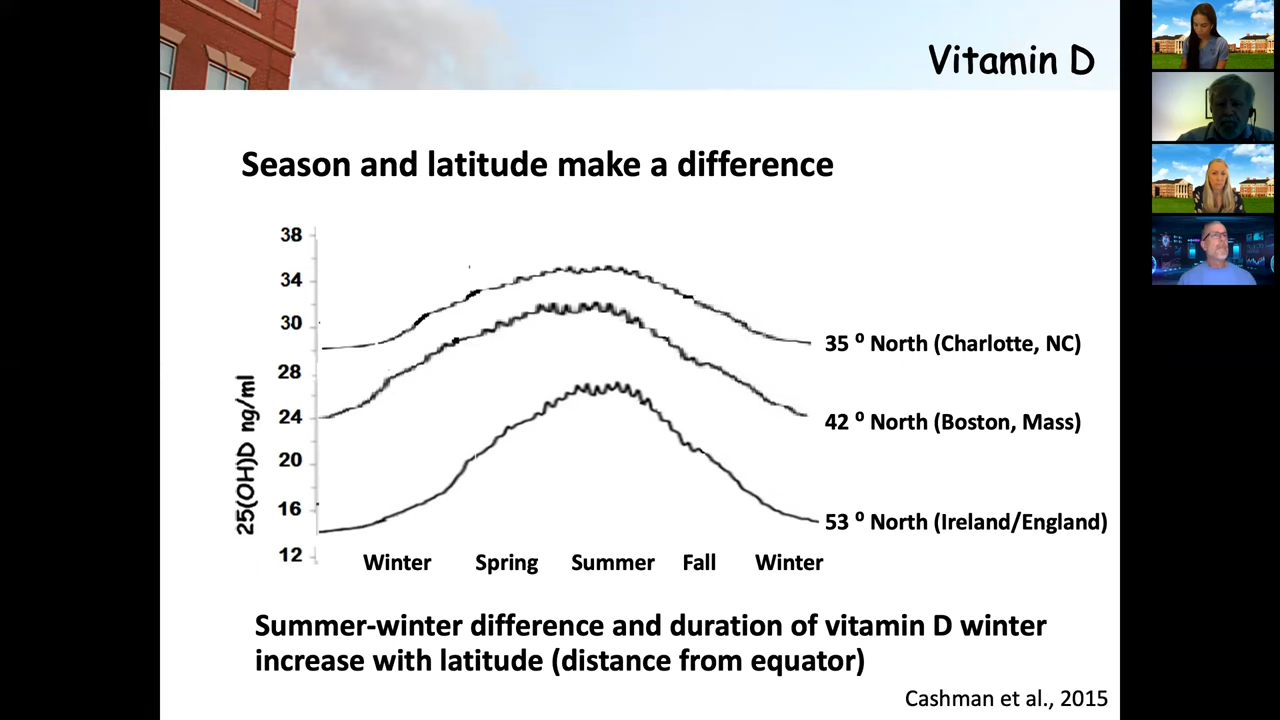 Vitamin D
Season and latitude make a difference
38
34
30
28
24
20
16
12
25(OH)D ng/ml
35 º North (Charlotte, NC)
42 º North (Boston, Mass)
53 º North (Ireland/England)
Winter Spring Summer Fall Winter
Summer-winter difference and duration of vitamin D winter
increase with latitude (distance from equator)
Cashman et al., 2015